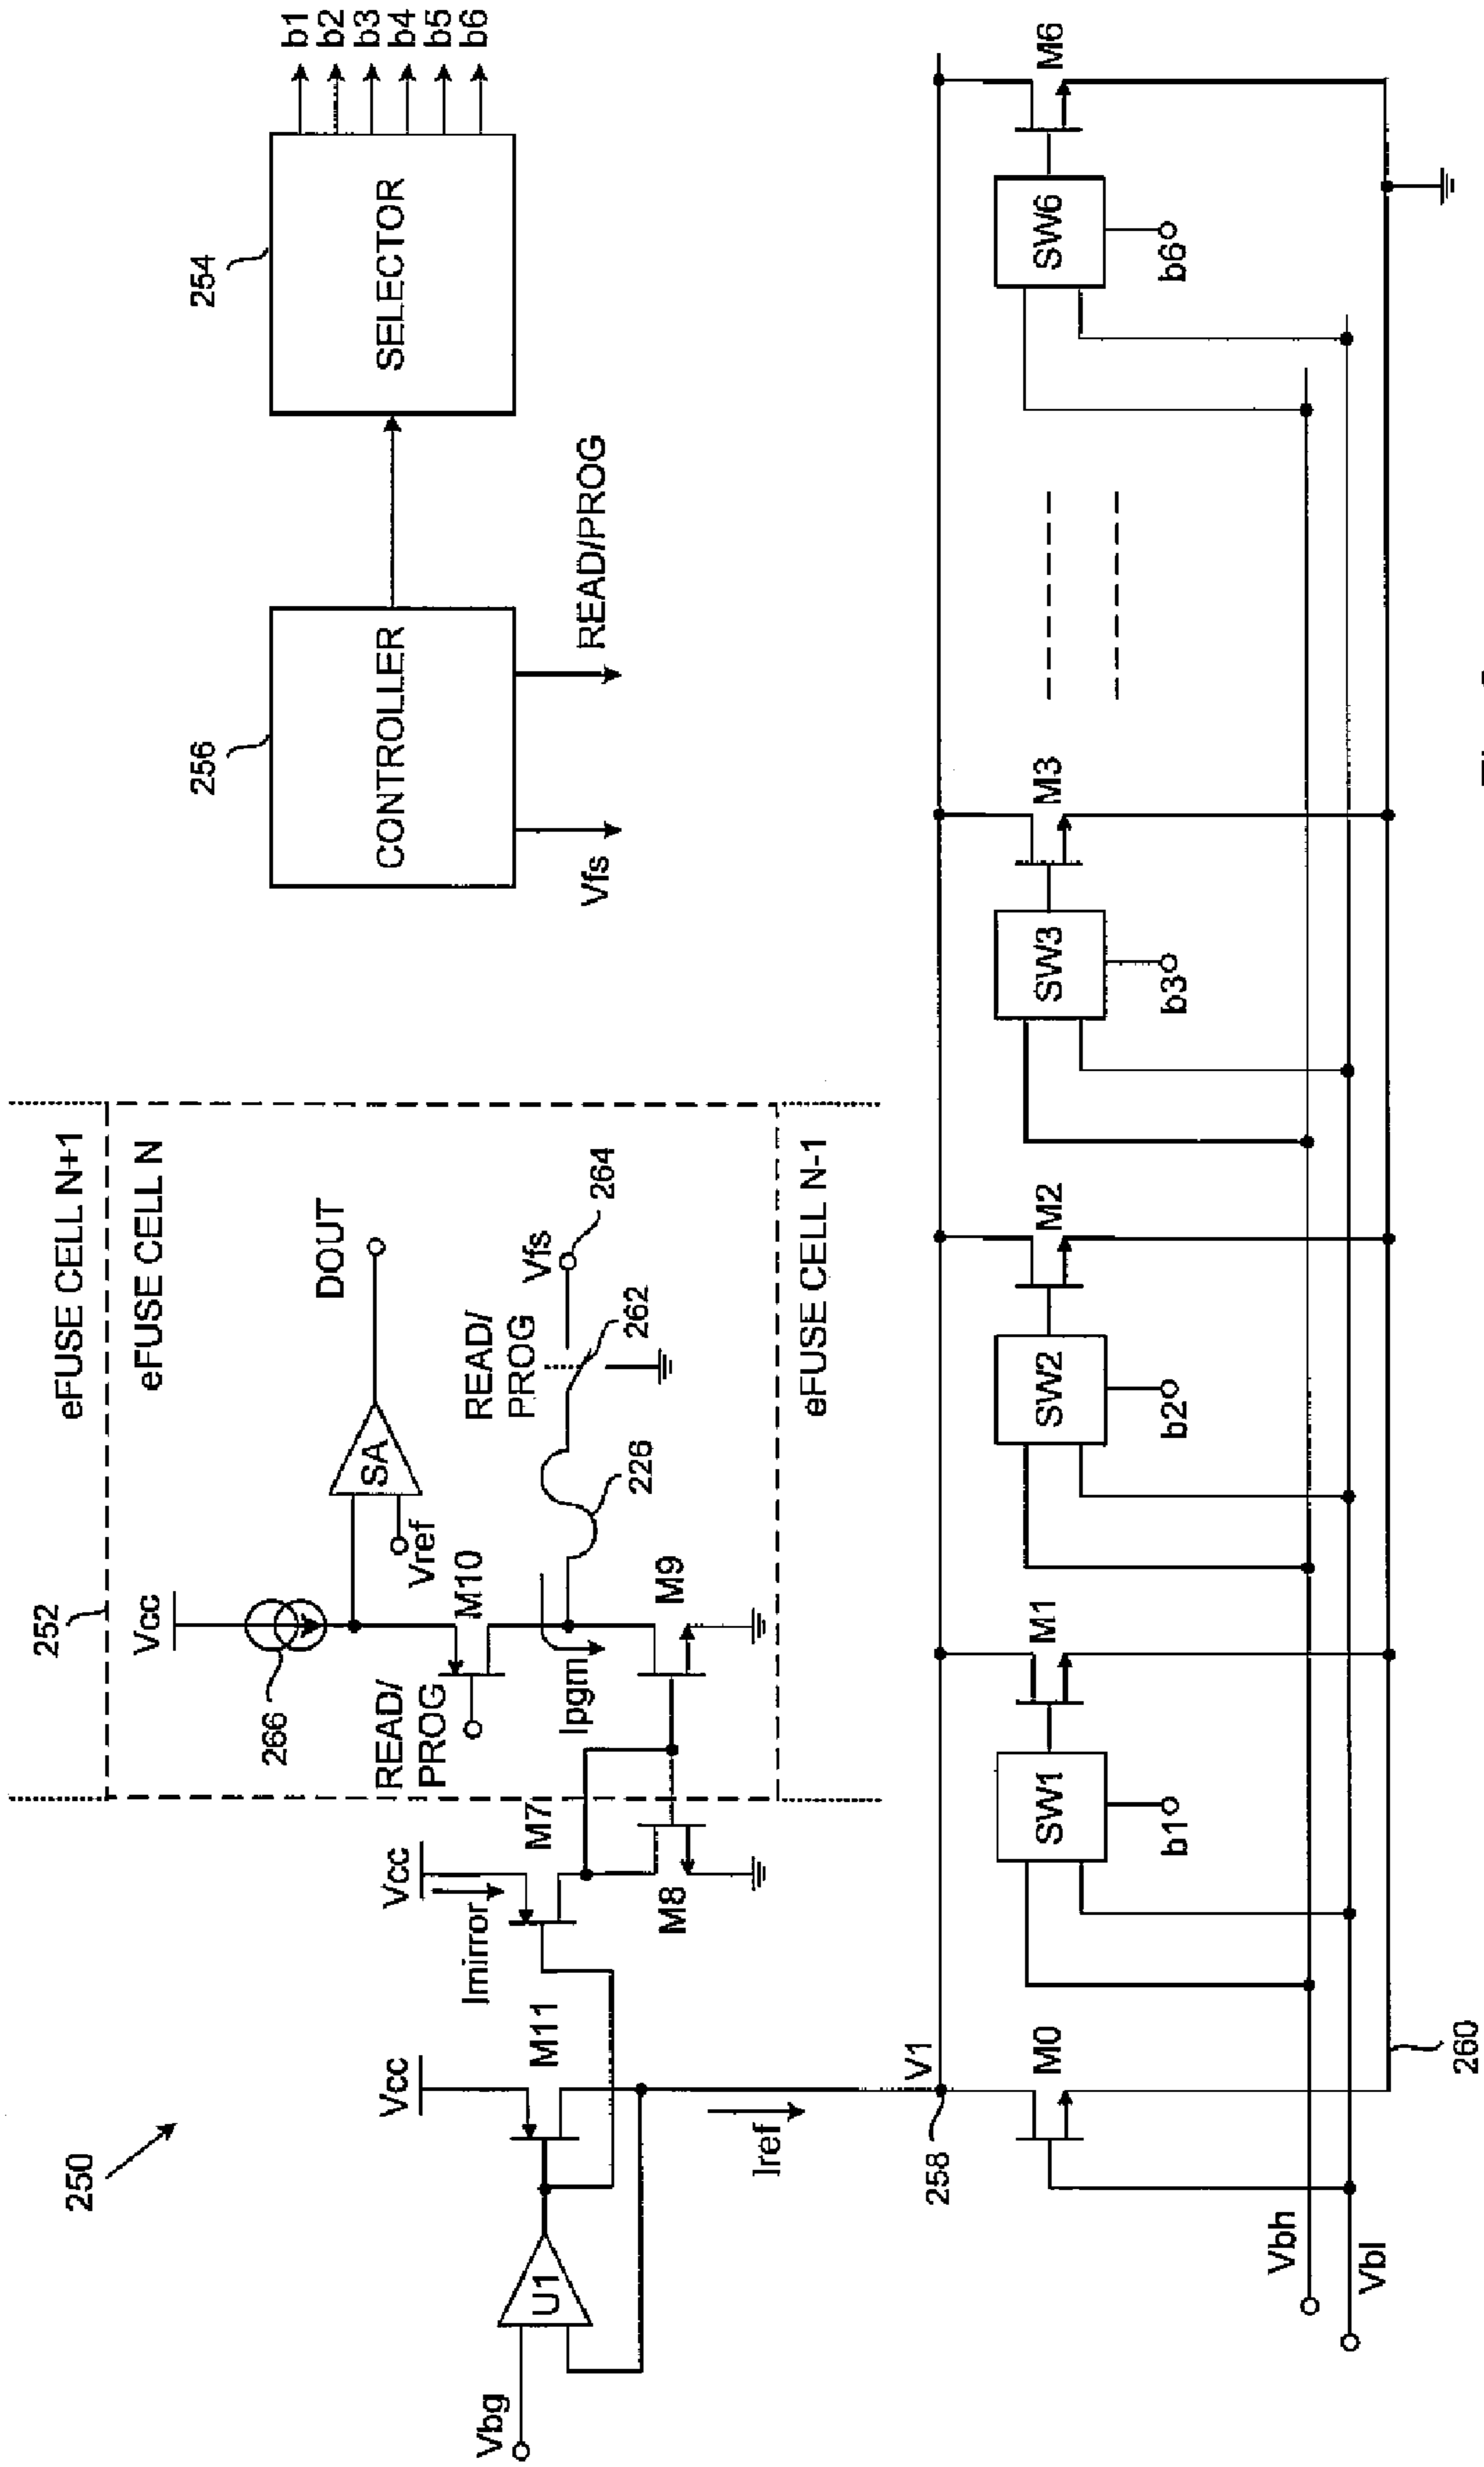 250
Vbg
U1
Vcc
M11
Iref
Vcc
Imirror
M7
M8
252
eFUSE CELL N+1
eFUSE CELL N
eFUSE CELL N-1
Vcc
266
READ/
PROG
M10
Vref
SA
DOUT
Ipgm
M9
226
READ/
PROG
262
Vfs
264
256
CONTROLLER
Vfs
READ/PROG
254
SELECTOR
b1
b2
b3
b4
b5
b6
V1
258
M0
Vbh
Vbl
260
SW1
b1
M1
SW2
b2
M2
SW3
b3
M3
SW6
b6
M6